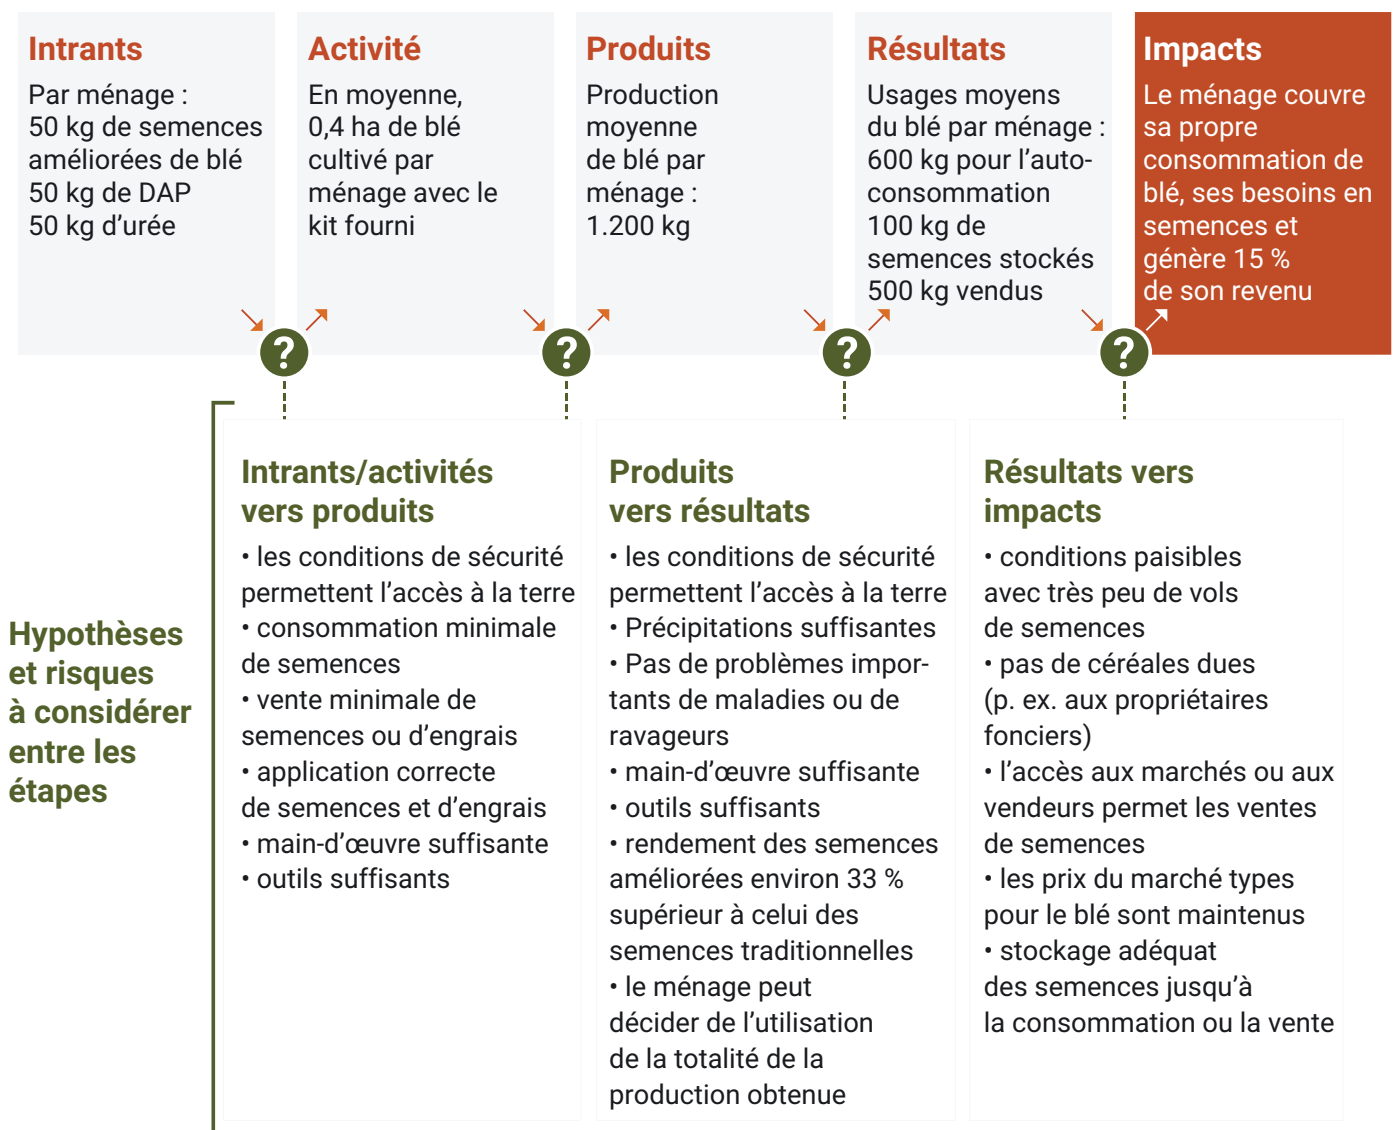 Intrants
Par ménage :
50 kg de semences
améliorées de blé
50 kg de DAP
50 kg d’urée
Activité
En moyenne,
0,4 ha de blé
cultivé par
ménage avec le
kit fourni
Produits
Production
moyenne
de blé par
ménage :
1.200 kg
Résultats
Usages moyens
du blé par ménage :
600 kg pour l’auto-
consommation
100 kg de
semences stockés
500 kg vendus
Impacts
Le ménage couvre
sa propre
consommation de
blé, ses besoins en
semences et
génère 15 %
de son revenu
?
?
?
?
Hypothèses
et risques
à considérer
entre les
étapes
Intrants/activités
vers produits
• les conditions de sécurité
permettent l’accès à la terre
• consommation minimale
de semences
• vente minimale de
semences ou d’engrais
• application correcte
de semences et d’engrais
• main-d’œuvre suffisante
• outils suffisants
Produits
vers résultats
• les conditions de sécurité
permettent l’accès à la terre
• Précipitations suffisantes
• Pas de problèmes impor-
tants de maladies ou de
ravageurs
• main-d’œuvre suffisante
• outils suffisants
• rendement des semences
améliorées environ 33 %
supérieur à celui des
semences traditionnelles
• le ménage peut
décider de l’utilisation
de la totalité de la
production obtenue
Résultats vers
impacts
• conditions paisibles
avec très peu de vols
de semences
• pas de céréales dues
(p. ex. aux propriétaires
fonciers)
• l’accès aux marchés ou aux
vendeurs permet les ventes
de semences
• les prix du marché types
pour le blé sont maintenus
• stockage adéquat
des semences jusqu’à
la consommation ou la vente